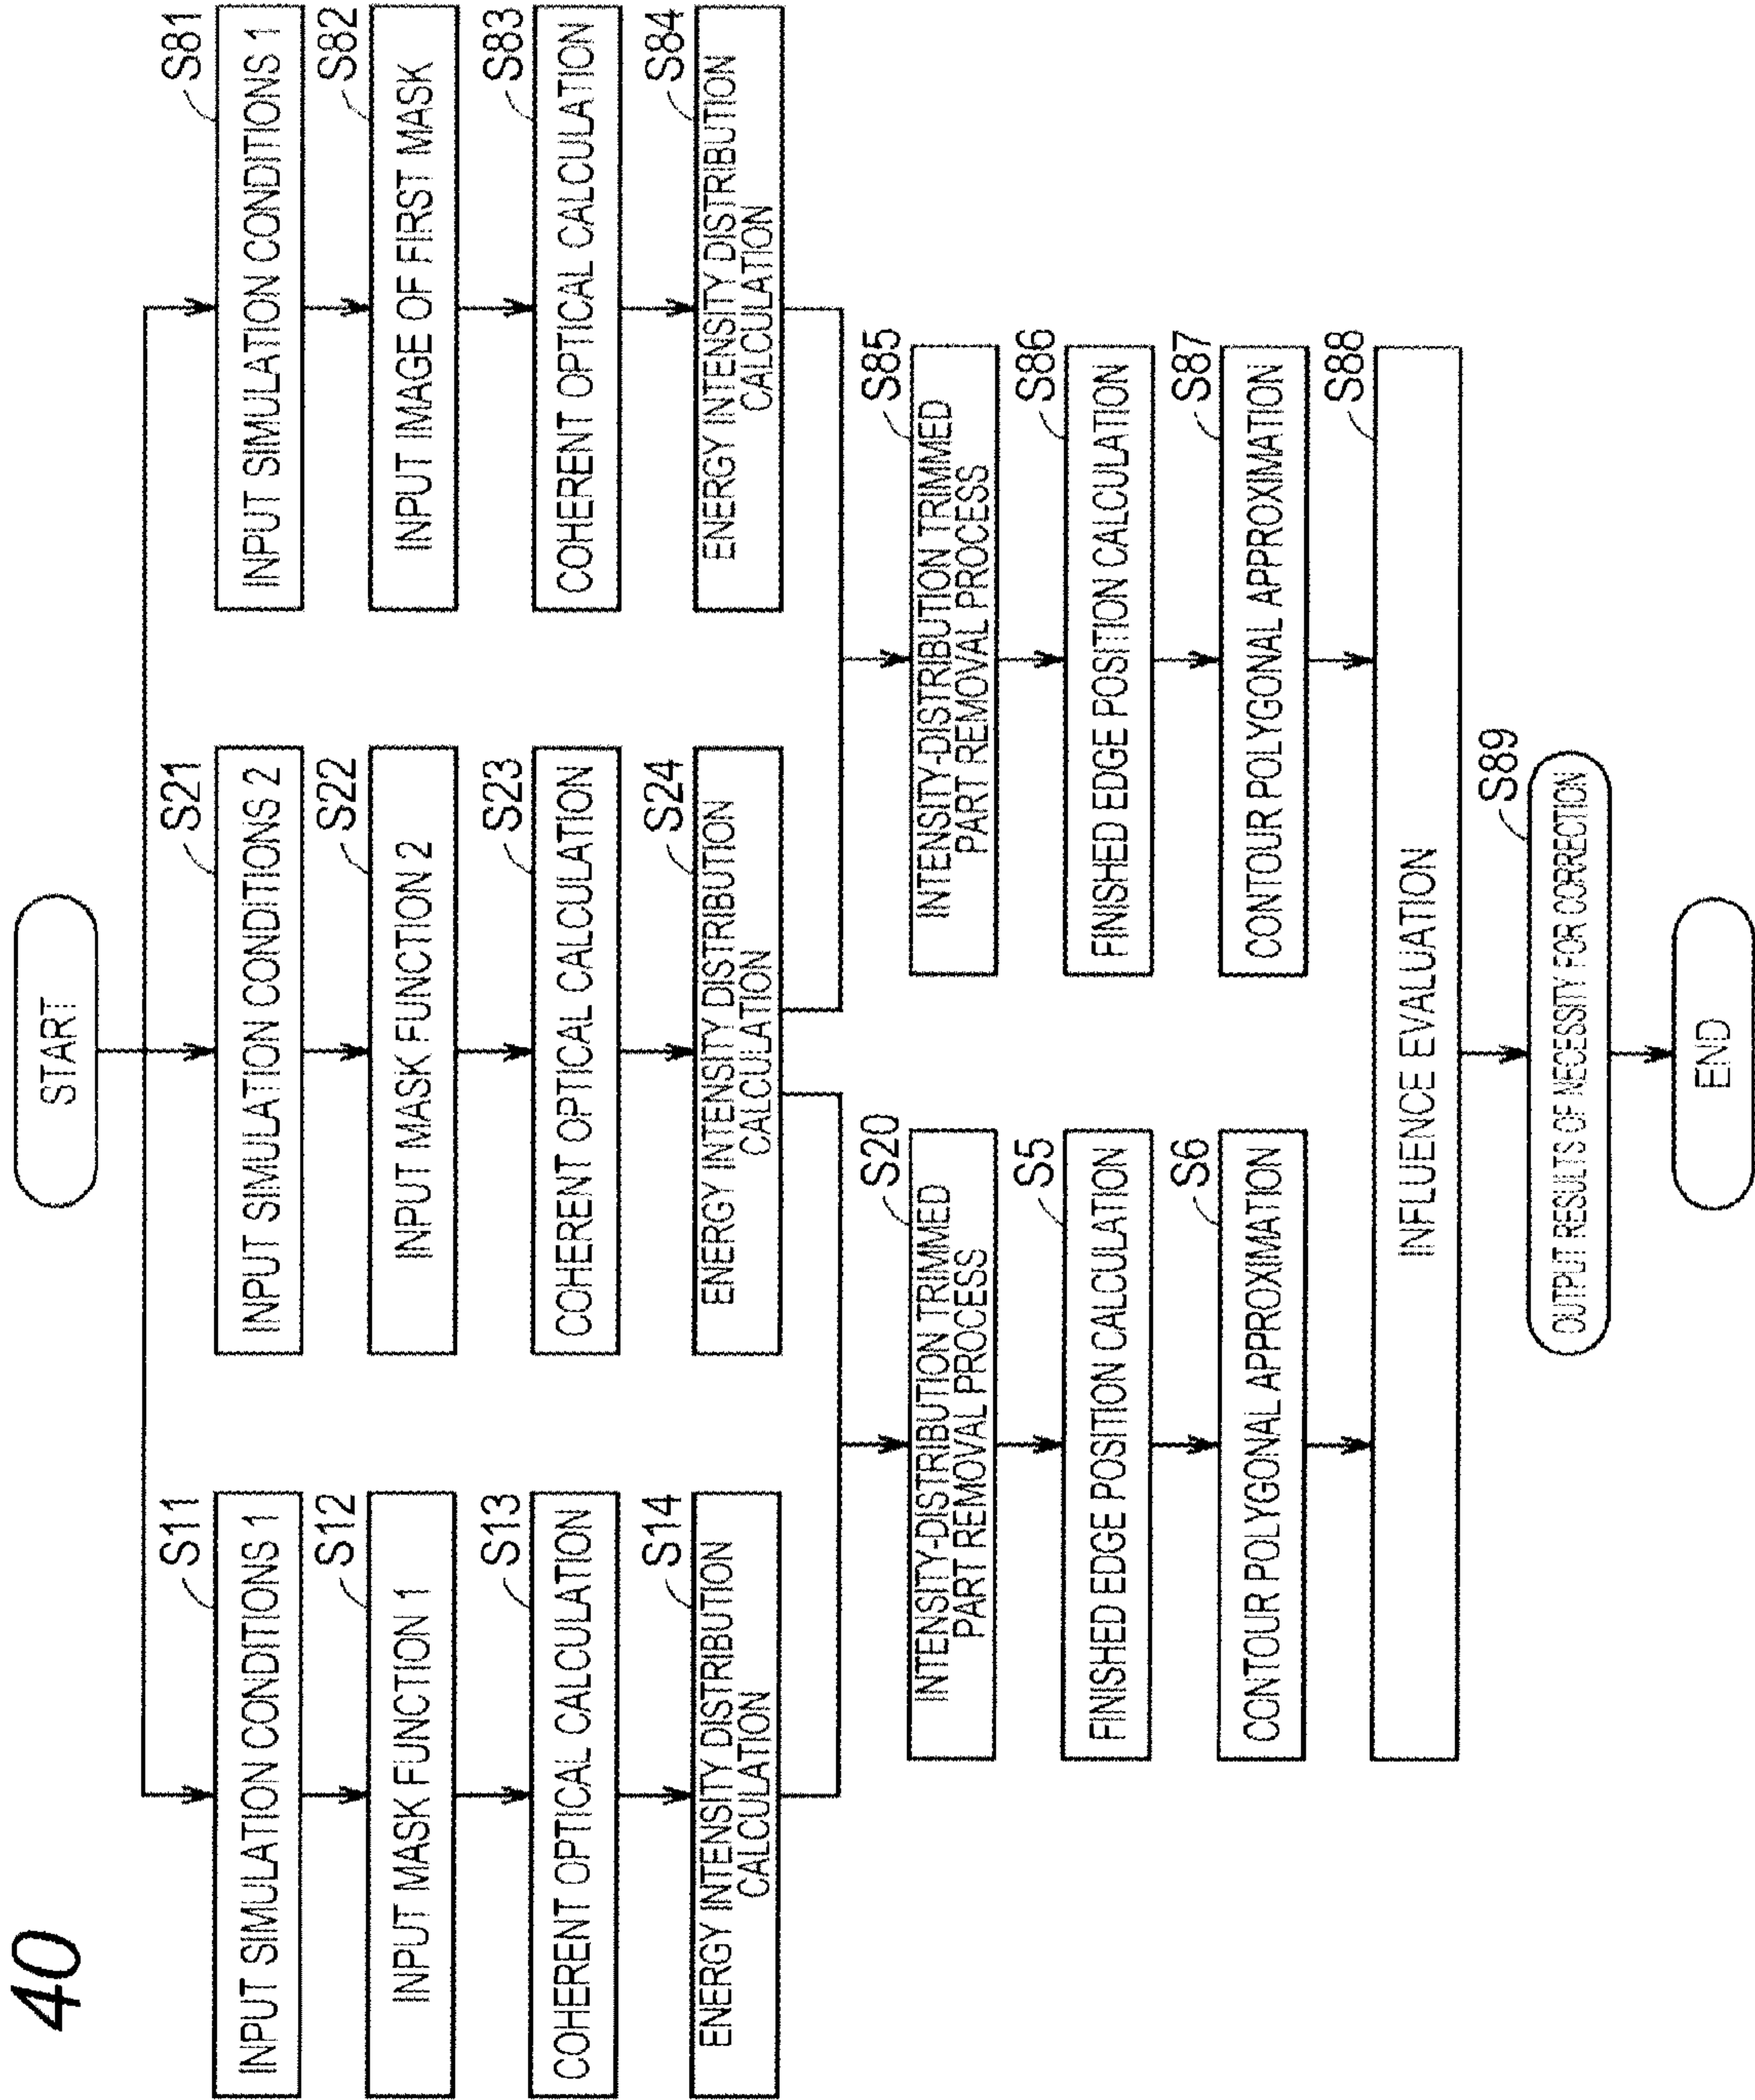 40
START
S11
INPUT SIMULATION CONDITIONS 1
S12
INPUT MASK FUNCTION 1
S13
COHERENT OPTICAL CALCULATION
S14
ENERGY INTENSITY DISTRIBUTION
CALCULATION
S21
INPUT SIMULATION CONDITIONS 2
S22
INPUT MASK FUNCTION 2
S23
COHERENT OPTICAL CALCULATION
S24
ENERGY INTENSITY DISTRIBUTION
CALCULATION
S81
INPUT SIMULATION CONDITIONS 1
S82
INPUT IMAGE OF FIRST MASK
S83
COHERENT OPTICAL CALCULATION
S84
ENERGY INTENSITY DISTRIBUTION
CALCULATION
S20
INTENSITY-DISTRIBUTION TRIMMED
PART REMOVAL PROCESS
S5
FINISHED EDGE POSITION CALCULATION
S6
CONTOUR POLYGONAL APPROXIMATION
S85
INTENSITY-DISTRIBUTION TRIMMED
PART REMOVAL PROCESS
S86
FINISHED EDGE POSITION CALCULATION
S87
CONTOUR POLYGONAL APPROXIMATION
S88
INFLUENCE EVALUATION
S89
OUTPUT RESULTS OF NECESSITY FOR CORRECTION
END